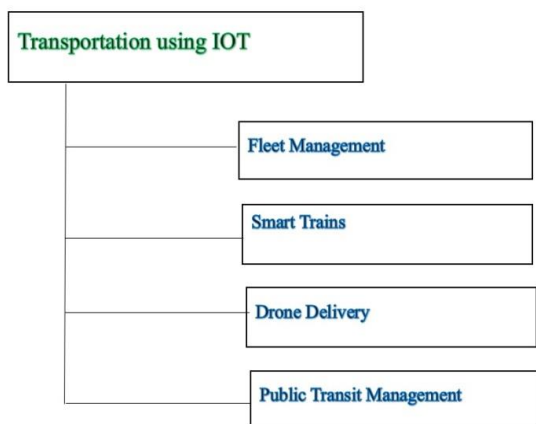 Transportation using IOT
Fleet Management
Smart Trains
Drone Delivery
Public Transit Management